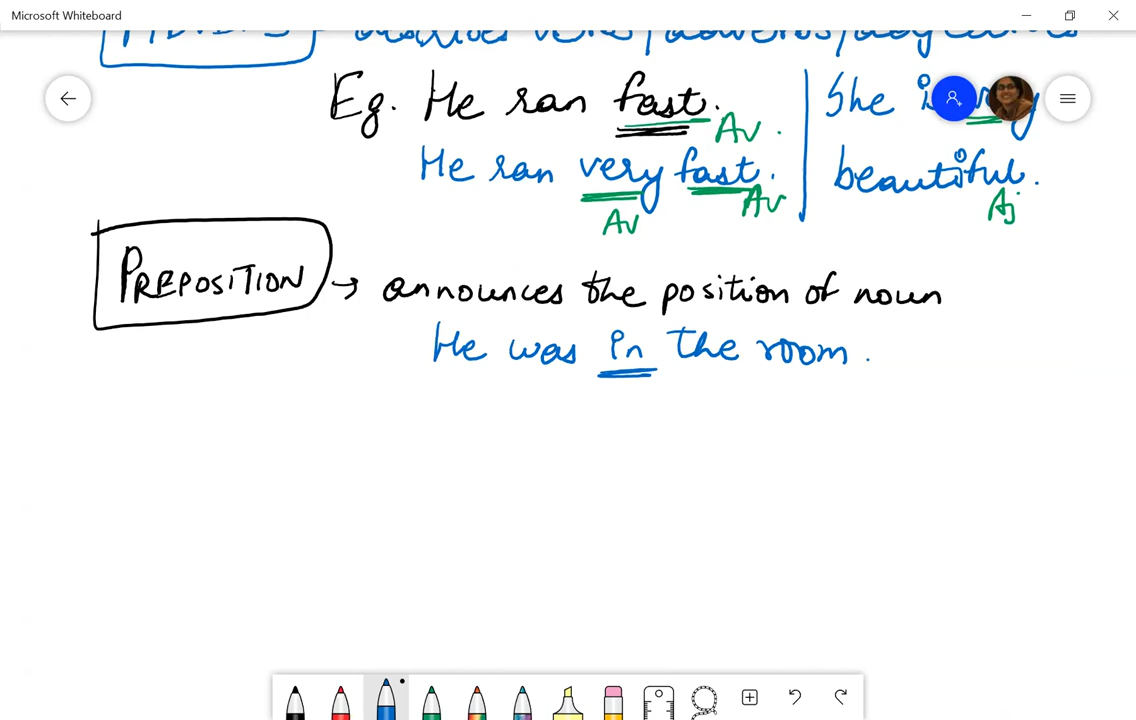 Microsoft Whiteboard
Eg. He ran fast.
Av.
He ran very fast.
Av
Av
She
beautiful.
Aj
PREPOSITION → announces the position of noun
He was in the room.